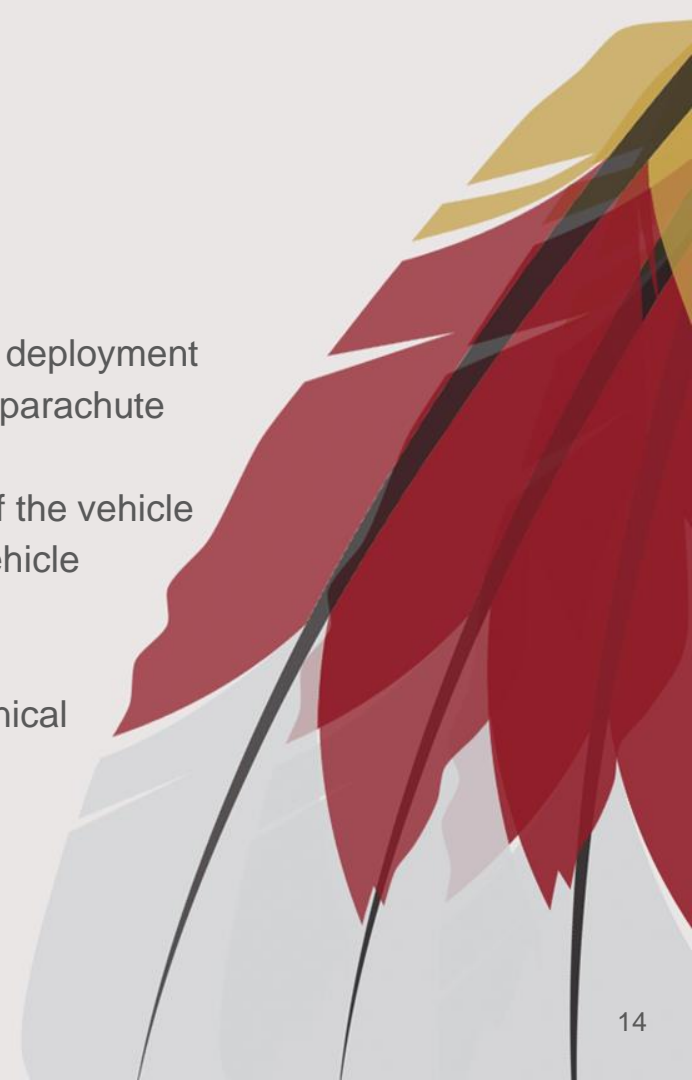 deployment
parachute
f the vehicle
ehicle
nical
14